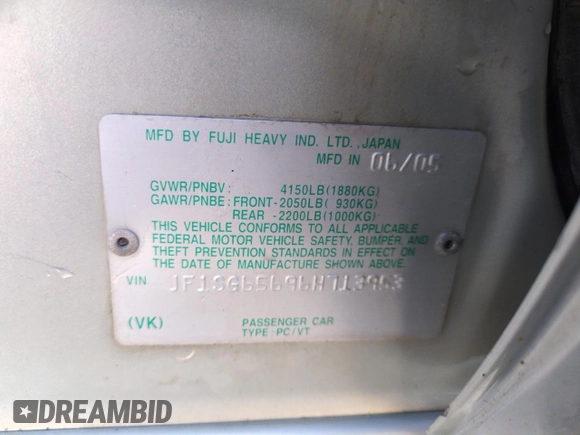 MFD BY FUJI HEAVY IND. LTD.,JAPAN
MFD IN 06/05
GVWR/PNBV: 4150LB(1880KG)
GAWR/PNBE: FRONT-2050LB( 930KG)
REAR -2200LB(1000KG)
THIS VEHICLE CONFORMS TO ALL APPLICABLE
FEDERAL MOTOR VEHICLE SAFETY, BUMPER, AND
THEFT PREVENTION STANDARDS IN EFFECT ON
THE DATE OF MANUFACTURE SHOWN ABOVE.
VIN JF1SG65696H713963
(VK) PASSENGER CAR
TYPE PC/VT
DREAMBID